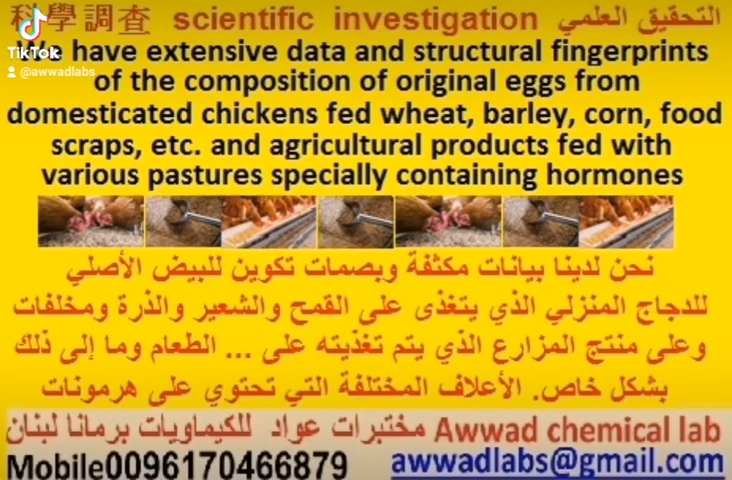 科學調查 scientific investigation التحقيق العلمي
TikTok
@awwadlabs
have extensive data and structural fingerprints
of the composition of original eggs from
domesticated chickens fed wheat, barley, corn, food
scraps, etc. and agricultural products fed with
various pastures specially containing hormones
نحن لدينا بيانات مكثفة وبصمات تكوين للبيض الأصلي
للدجاج المنزلي الذي يتغذى على القمح والشعير والذرة ومخلفات
وعلى منتج المزارع الذي يتم تغذيته على ... الطعام وما إلى ذلك
بشكل خاص. الأعلاف المختلفة التي تحتوي على هرمونات
مختبرات عواد للكيماويات برمانا لبنان Awwad chemical lab
Mobile0096170466879 awwadlabs@gmail.com